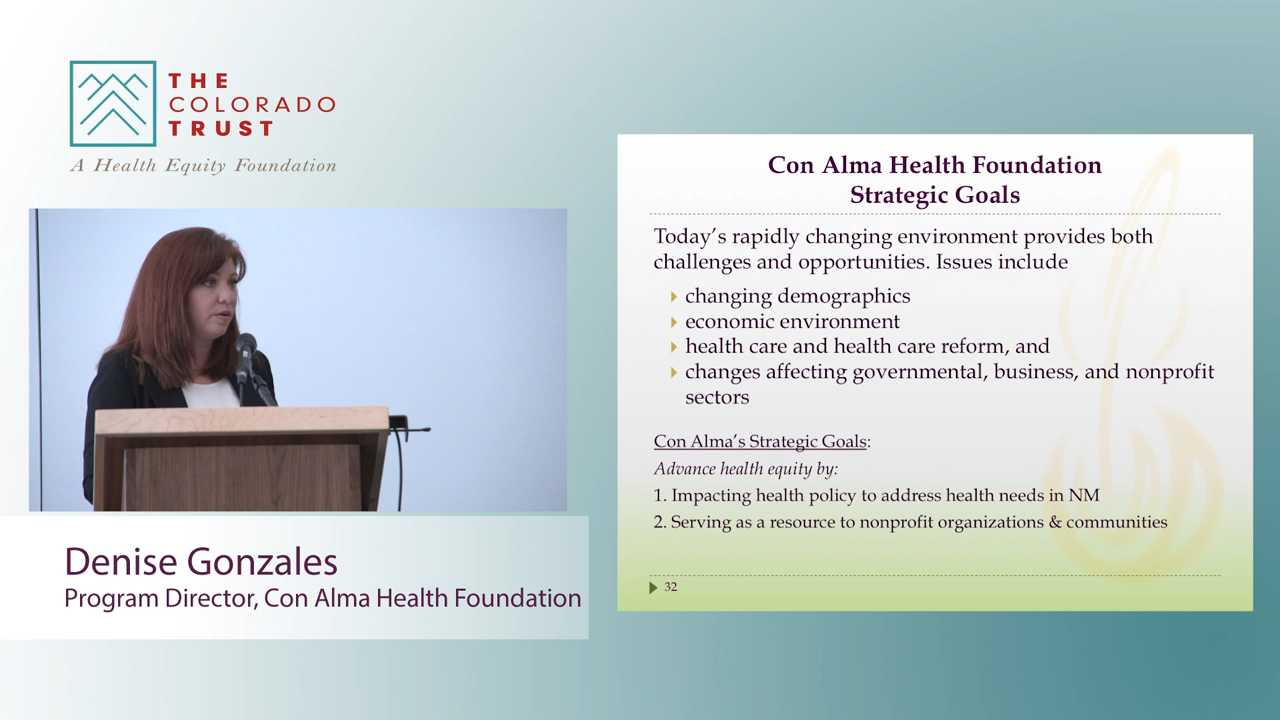 THE
COLORADO
TRUST
A Health Equity Foundation
Denise Gonzales
Program Director, Con Alma Health Foundation
Con Alma Health Foundation
Strategic Goals
Today's rapidly changing environment provides both
challenges and opportunities. Issues include
changing demographics
economic environment
health care and health care reform, and
changes affecting governmental, business, and nonprofit
sectors
Con Alma's Strategic Goals:
Advance health equity by:
1. Impacting health policy to address health needs in NM
2. Serving as a resource to nonprofit organizations & communities
32